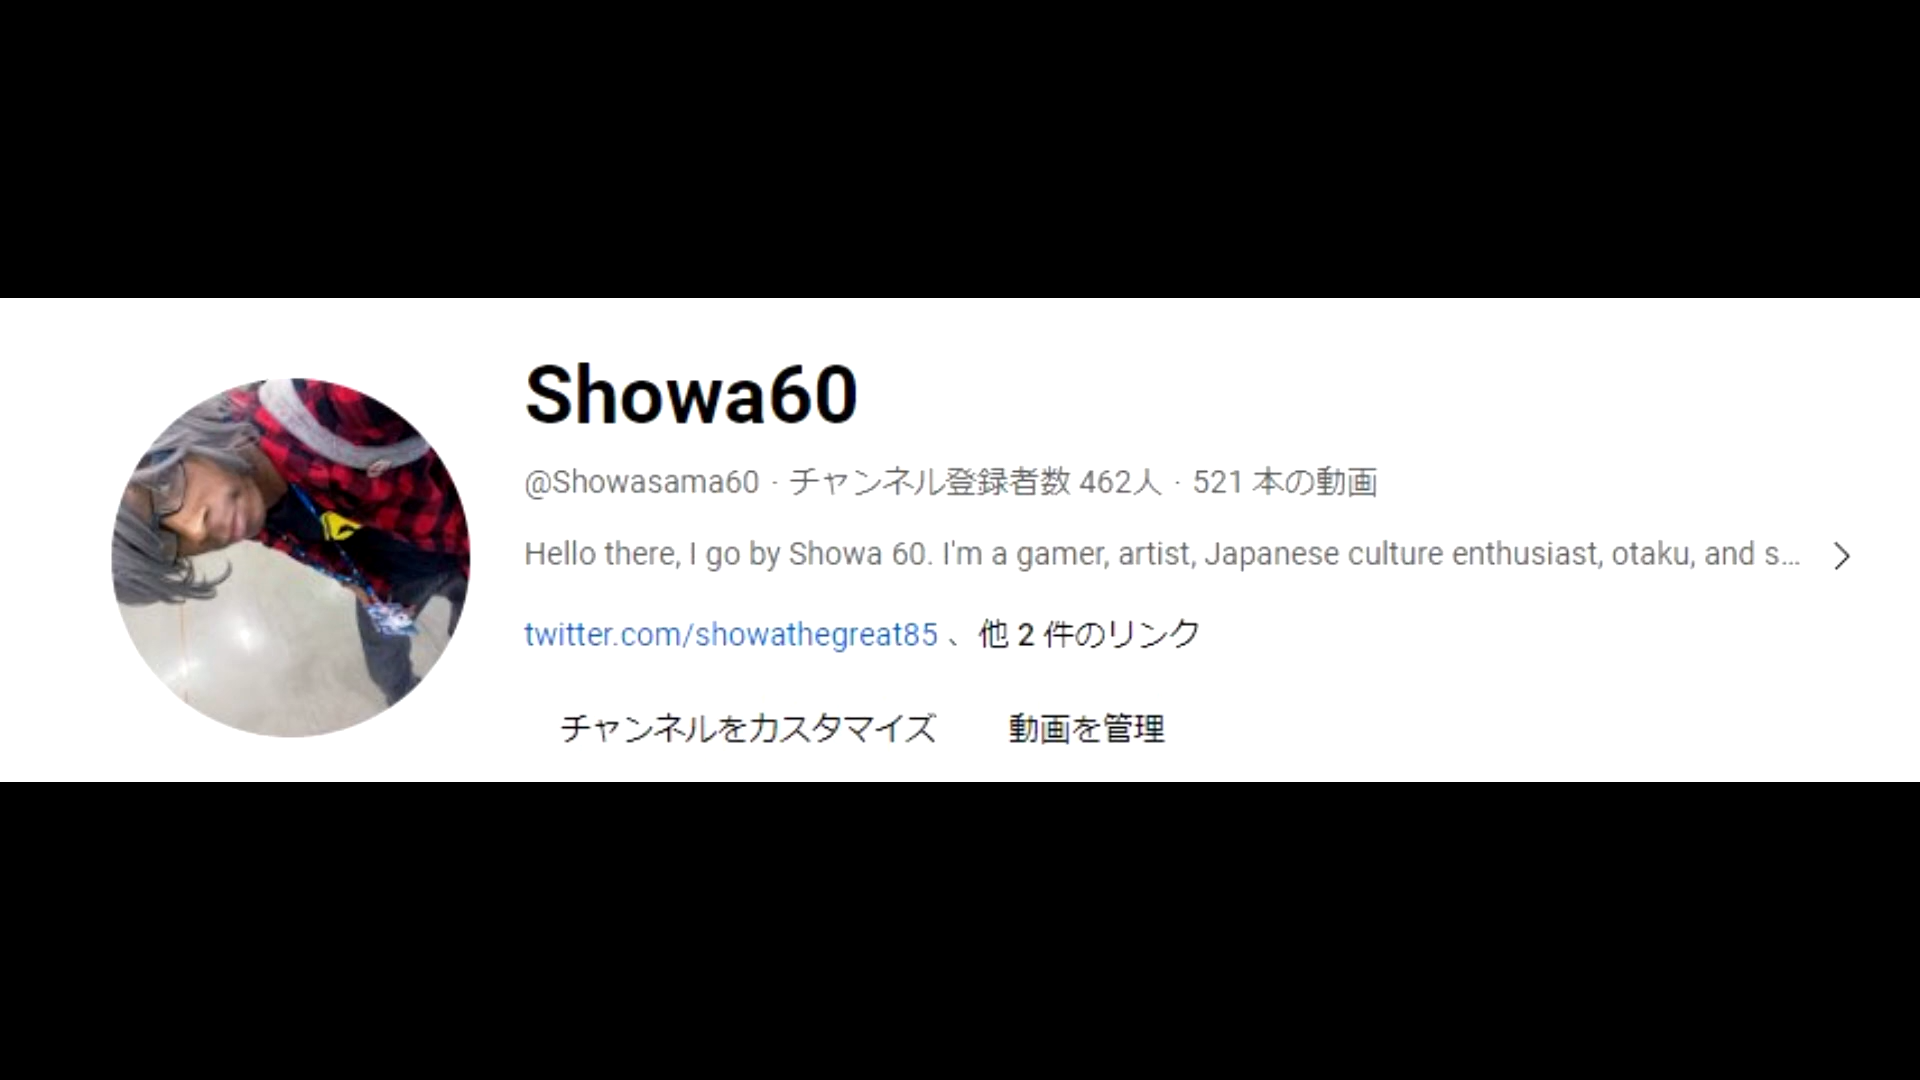 Showa60
@Showasama60 · チャンネル登録者数 462人 · 521 本の動画
Hello there, I go by Showa 60. I'm a gamer, artist, Japanese culture enthusiast, otaku, and s...
twitter.com/showathegreat85 、他 2 件のリンク
チャンネルをカスタマイズ 動画を管理